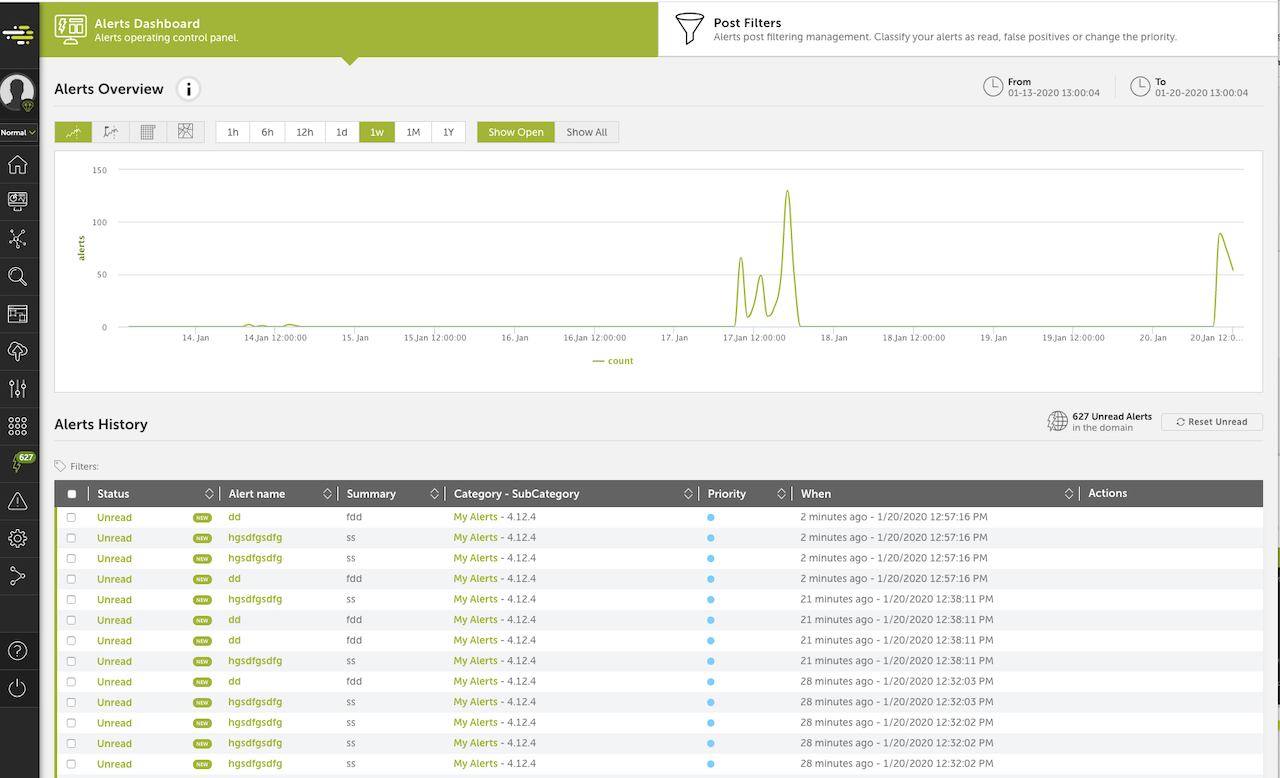 Alerts Dashboard
Alerts operating control panel.
Post Filters
Alerts post filtering management. Classify your alerts as read, false positives or change the priority.
Normal
627
Alerts Overview i
From
01-13-2020 13:00:04
To
01-20-2020 13:00:04
1h 6h 12h 1d 1w 1M 1Y Show Open Show All
150
100
50
0
alerts
14. Jan 14.Jan 12:00:00 15. Jan 15.Jan 12:00:00 16. Jan 16.Jan 12:00:00 17. Jan 17.Jan 12:00:00 18. Jan 18.Jan 12:00:00 19. Jan 19.Jan 12:00:00 20. Jan 20.Jan 12:0...
count
Alerts History
627 Unread Alerts
in the domain
Reset Unread
Filters:
Status Alert name Summary Category - SubCategory Priority When Actions
Unread NEW dd fdd My Alerts - 4.12.4 2 minutes ago - 1/20/2020 12:57:16 PM
Unread NEW hgsdfgsdfg ss My Alerts - 4.12.4 2 minutes ago - 1/20/2020 12:57:16 PM
Unread NEW hgsdfgsdfg ss My Alerts - 4.12.4 2 minutes ago - 1/20/2020 12:57:16 PM
Unread NEW dd fdd My Alerts - 4.12.4 2 minutes ago - 1/20/2020 12:57:16 PM
Unread NEW hgsdfgsdfg ss My Alerts - 4.12.4 21 minutes ago - 1/20/2020 12:38:11 PM
Unread NEW dd fdd My Alerts - 4.12.4 21 minutes ago - 1/20/2020 12:38:11 PM
Unread NEW dd fdd My Alerts - 4.12.4 21 minutes ago - 1/20/2020 12:38:11 PM
Unread NEW hgsdfgsdfg ss My Alerts - 4.12.4 21 minutes ago - 1/20/2020 12:38:11 PM
Unread NEW dd fdd My Alerts - 4.12.4 28 minutes ago - 1/20/2020 12:32:03 PM
Unread NEW hgsdfgsdfg ss My Alerts - 4.12.4 28 minutes ago - 1/20/2020 12:32:03 PM
Unread NEW hgsdfgsdfg ss My Alerts - 4.12.4 28 minutes ago - 1/20/2020 12:32:02 PM
Unread NEW hgsdfgsdfg ss My Alerts - 4.12.4 28 minutes ago - 1/20/2020 12:32:02 PM
Unread NEW hgsdfgsdfg ss My Alerts - 4.12.4 28 minutes ago - 1/20/2020 12:32:02 PM